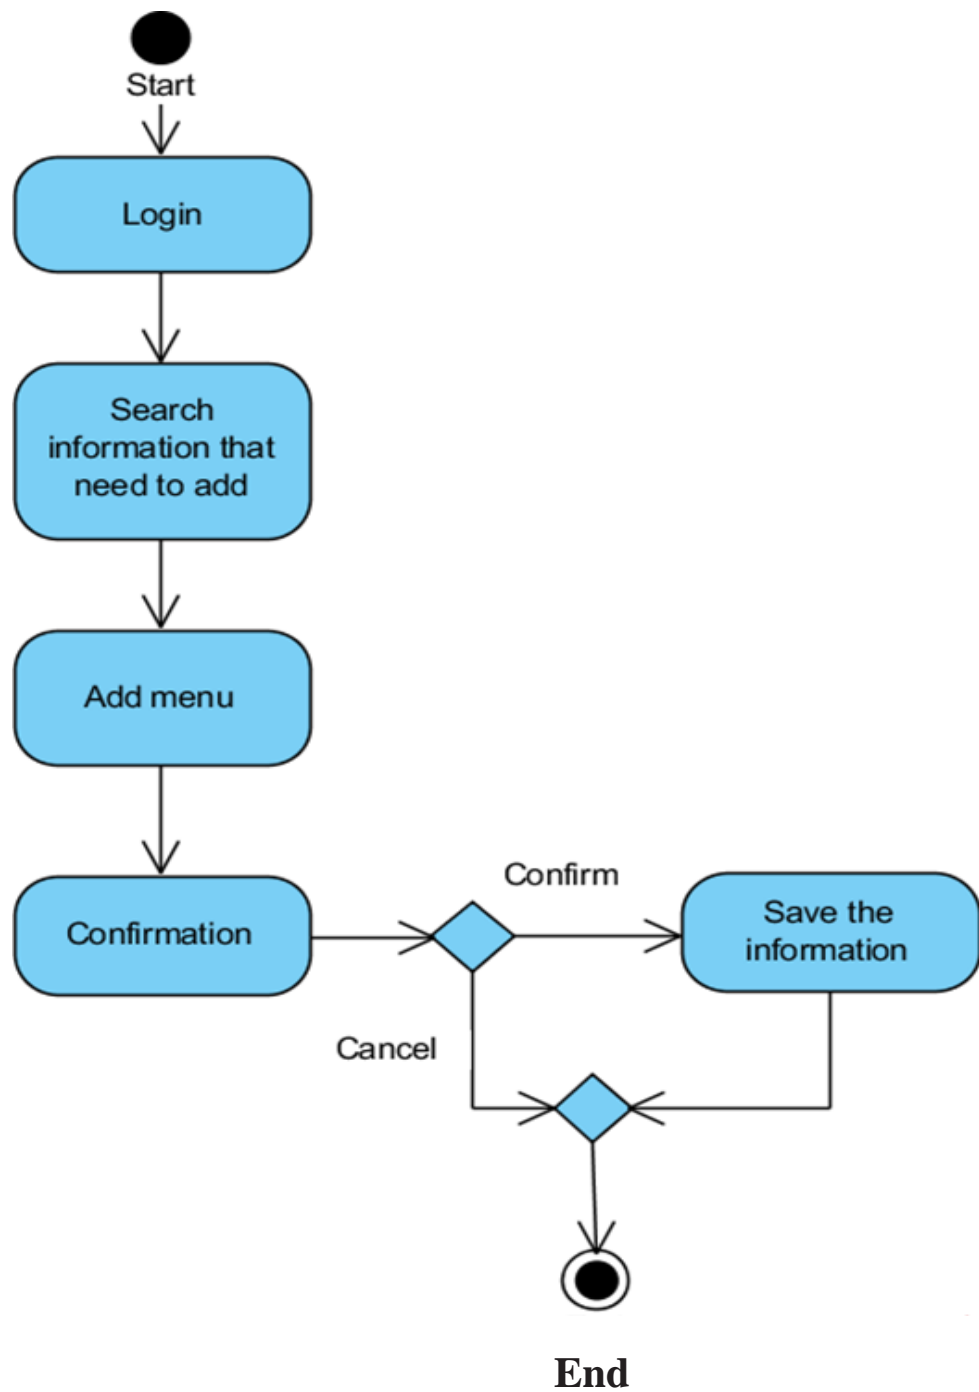 Start
Login
Search
information that
need to add
Add menu
Confirmation
Confirm
Save the
information
Cancel
End